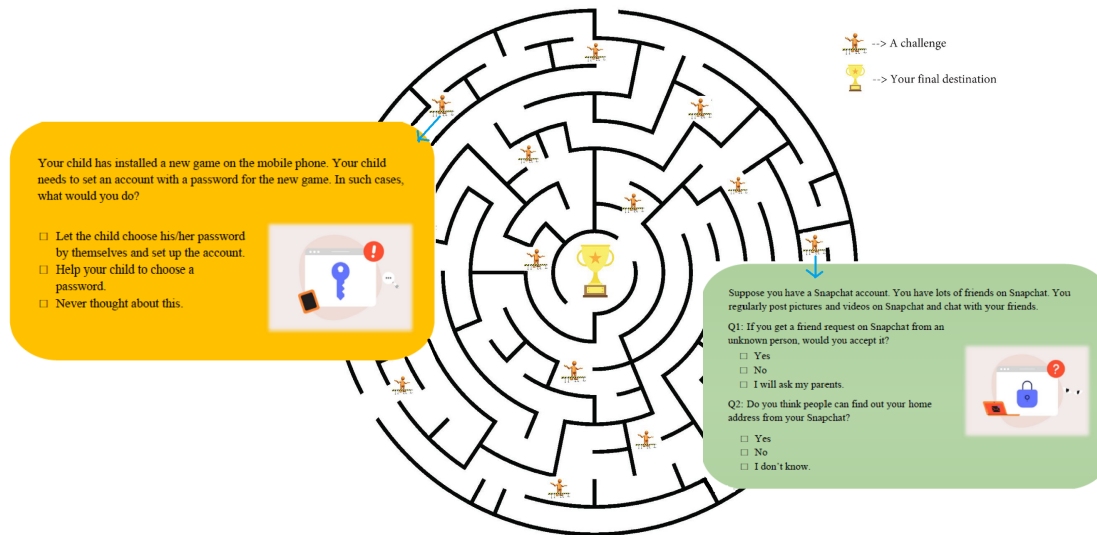 --> A challenge
--> Your final destination
Your child has installed a new game on the mobile phone. Your child
needs to set an account with a password for the new game. In such cases,
what would you do?
☐ Let the child choose his/her password
by themselves and set up the account.
☐ Help your child to choose a
password.
☐ Never thought about this.
Suppose you have a Snapchat account. You have lots of friends on Snapchat. You
regularly post pictures and videos on Snapchat and chat with your friends.
Q1: If you get a friend request on Snapchat from an
unknown person, would you accept it?
☐ Yes
☐ No
☐ I will ask my parents.
Q2: Do you think people can find out your home
address from your Snapchat?
☐ Yes
☐ No
☐ I don't know.